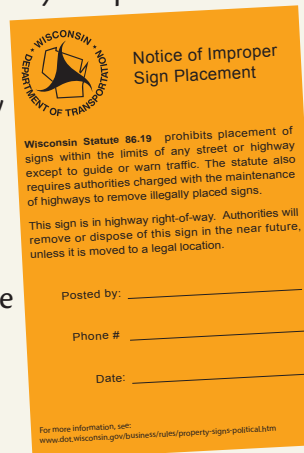 WISCONSIN
DEPARTMENT OF TRANSPORTATION
Notice of Improper
Sign Placement
Wisconsin Statute 86.19 prohibits placement of
signs within the limits of any street or highway
except to guide or warn traffic. The statute also
requires authorities charged with the maintenance
of highways to remove illegally placed signs.
This sign is in highway right-of-way. Authorities will
remove or dispose of this sign in the near future,
unless it is moved to a legal location.
Posted by:
Phone #
Date:
For more information, see:
www.dot.wisconsin.gov/business/rules/property-signs-political.htm